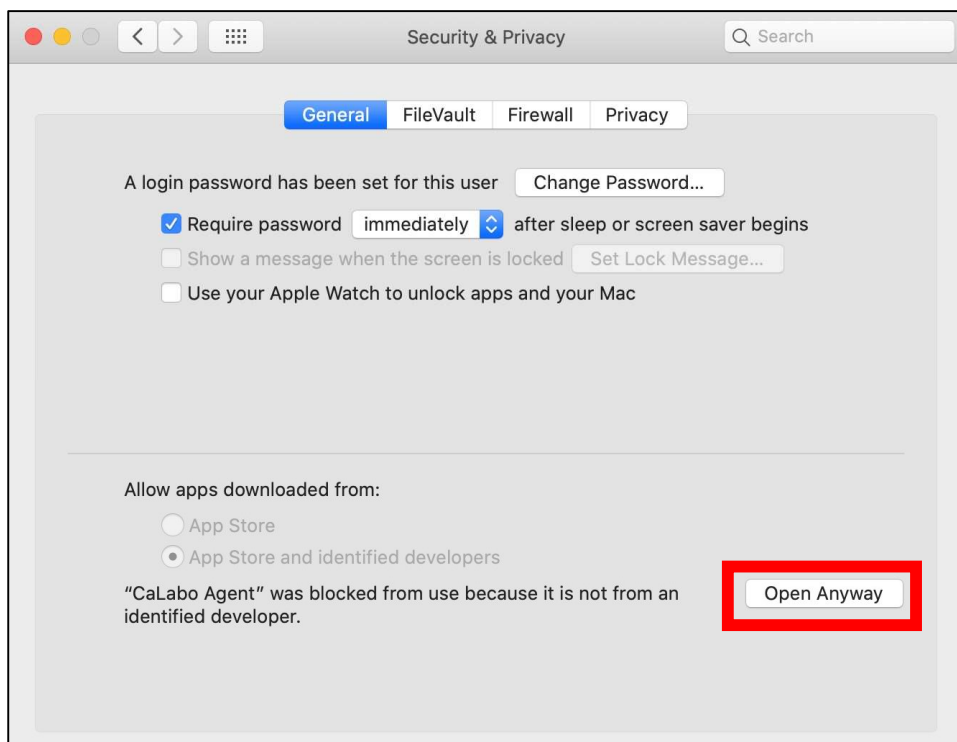 Security & Privacy
Search
General FileVault Firewall Privacy
A login password has been set for this user Change Password...
Require password immediately after sleep or screen saver begins
Show a message when the screen is locked Set Lock Message...
Use your Apple Watch to unlock apps and your Mac
Allow apps downloaded from:
App Store
App Store and identified developers
“CaLabo Agent” was blocked from use because it is not from an
identified developer.
Open Anyway